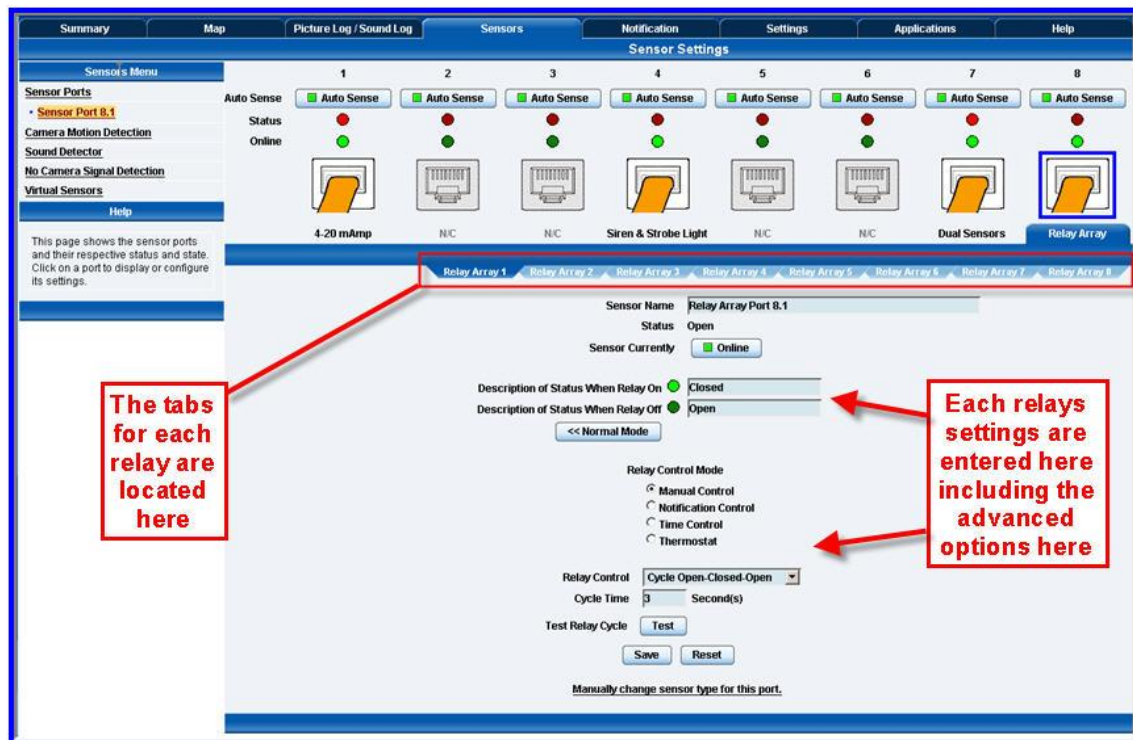 Summary Map Picture Log / Sound Log Sensors Notification Settings Applications Help
Sensor Settings
Sensors Menu
Sensor Ports
Sensor Port 8.1
Camera Motion Detection
Sound Detector
No Camera Signal Detection
Virtual Sensors
Help
This page shows the sensor ports
and their respective status and state.
Click on a port to display or configure
its settings.
1 2 3 4 5 6 7 8
Auto Sense Auto Sense Auto Sense Auto Sense Auto Sense Auto Sense Auto Sense Auto Sense Auto Sense
Status
Online
4-20 mAmp N/C N/C Siren & Strobe Light N/C N/C Dual Sensors Relay Array
Relay Array 1 Relay Array 2 Relay Array 3 Relay Array 4 Relay Array 5 Relay Array 6 Relay Array 7 Relay Array 8
Sensor Name Relay Array Port 8.1
Status Open
Sensor Currently Online
Description of Status When Relay On Closed
Description of Status When Relay Off Open
<< Normal Mode
Relay Control Mode
Manual Control
Notification Control
Time Control
Thermostat
Relay Control Cycle Open-Closed-Open
Cycle Time 3 Second(s)
Test Relay Cycle Test
Save Reset
Manually change sensor type for this port.
The tabs
for each
relay are
located
here
Each relays
settings are
entered here
including the
advanced
options here